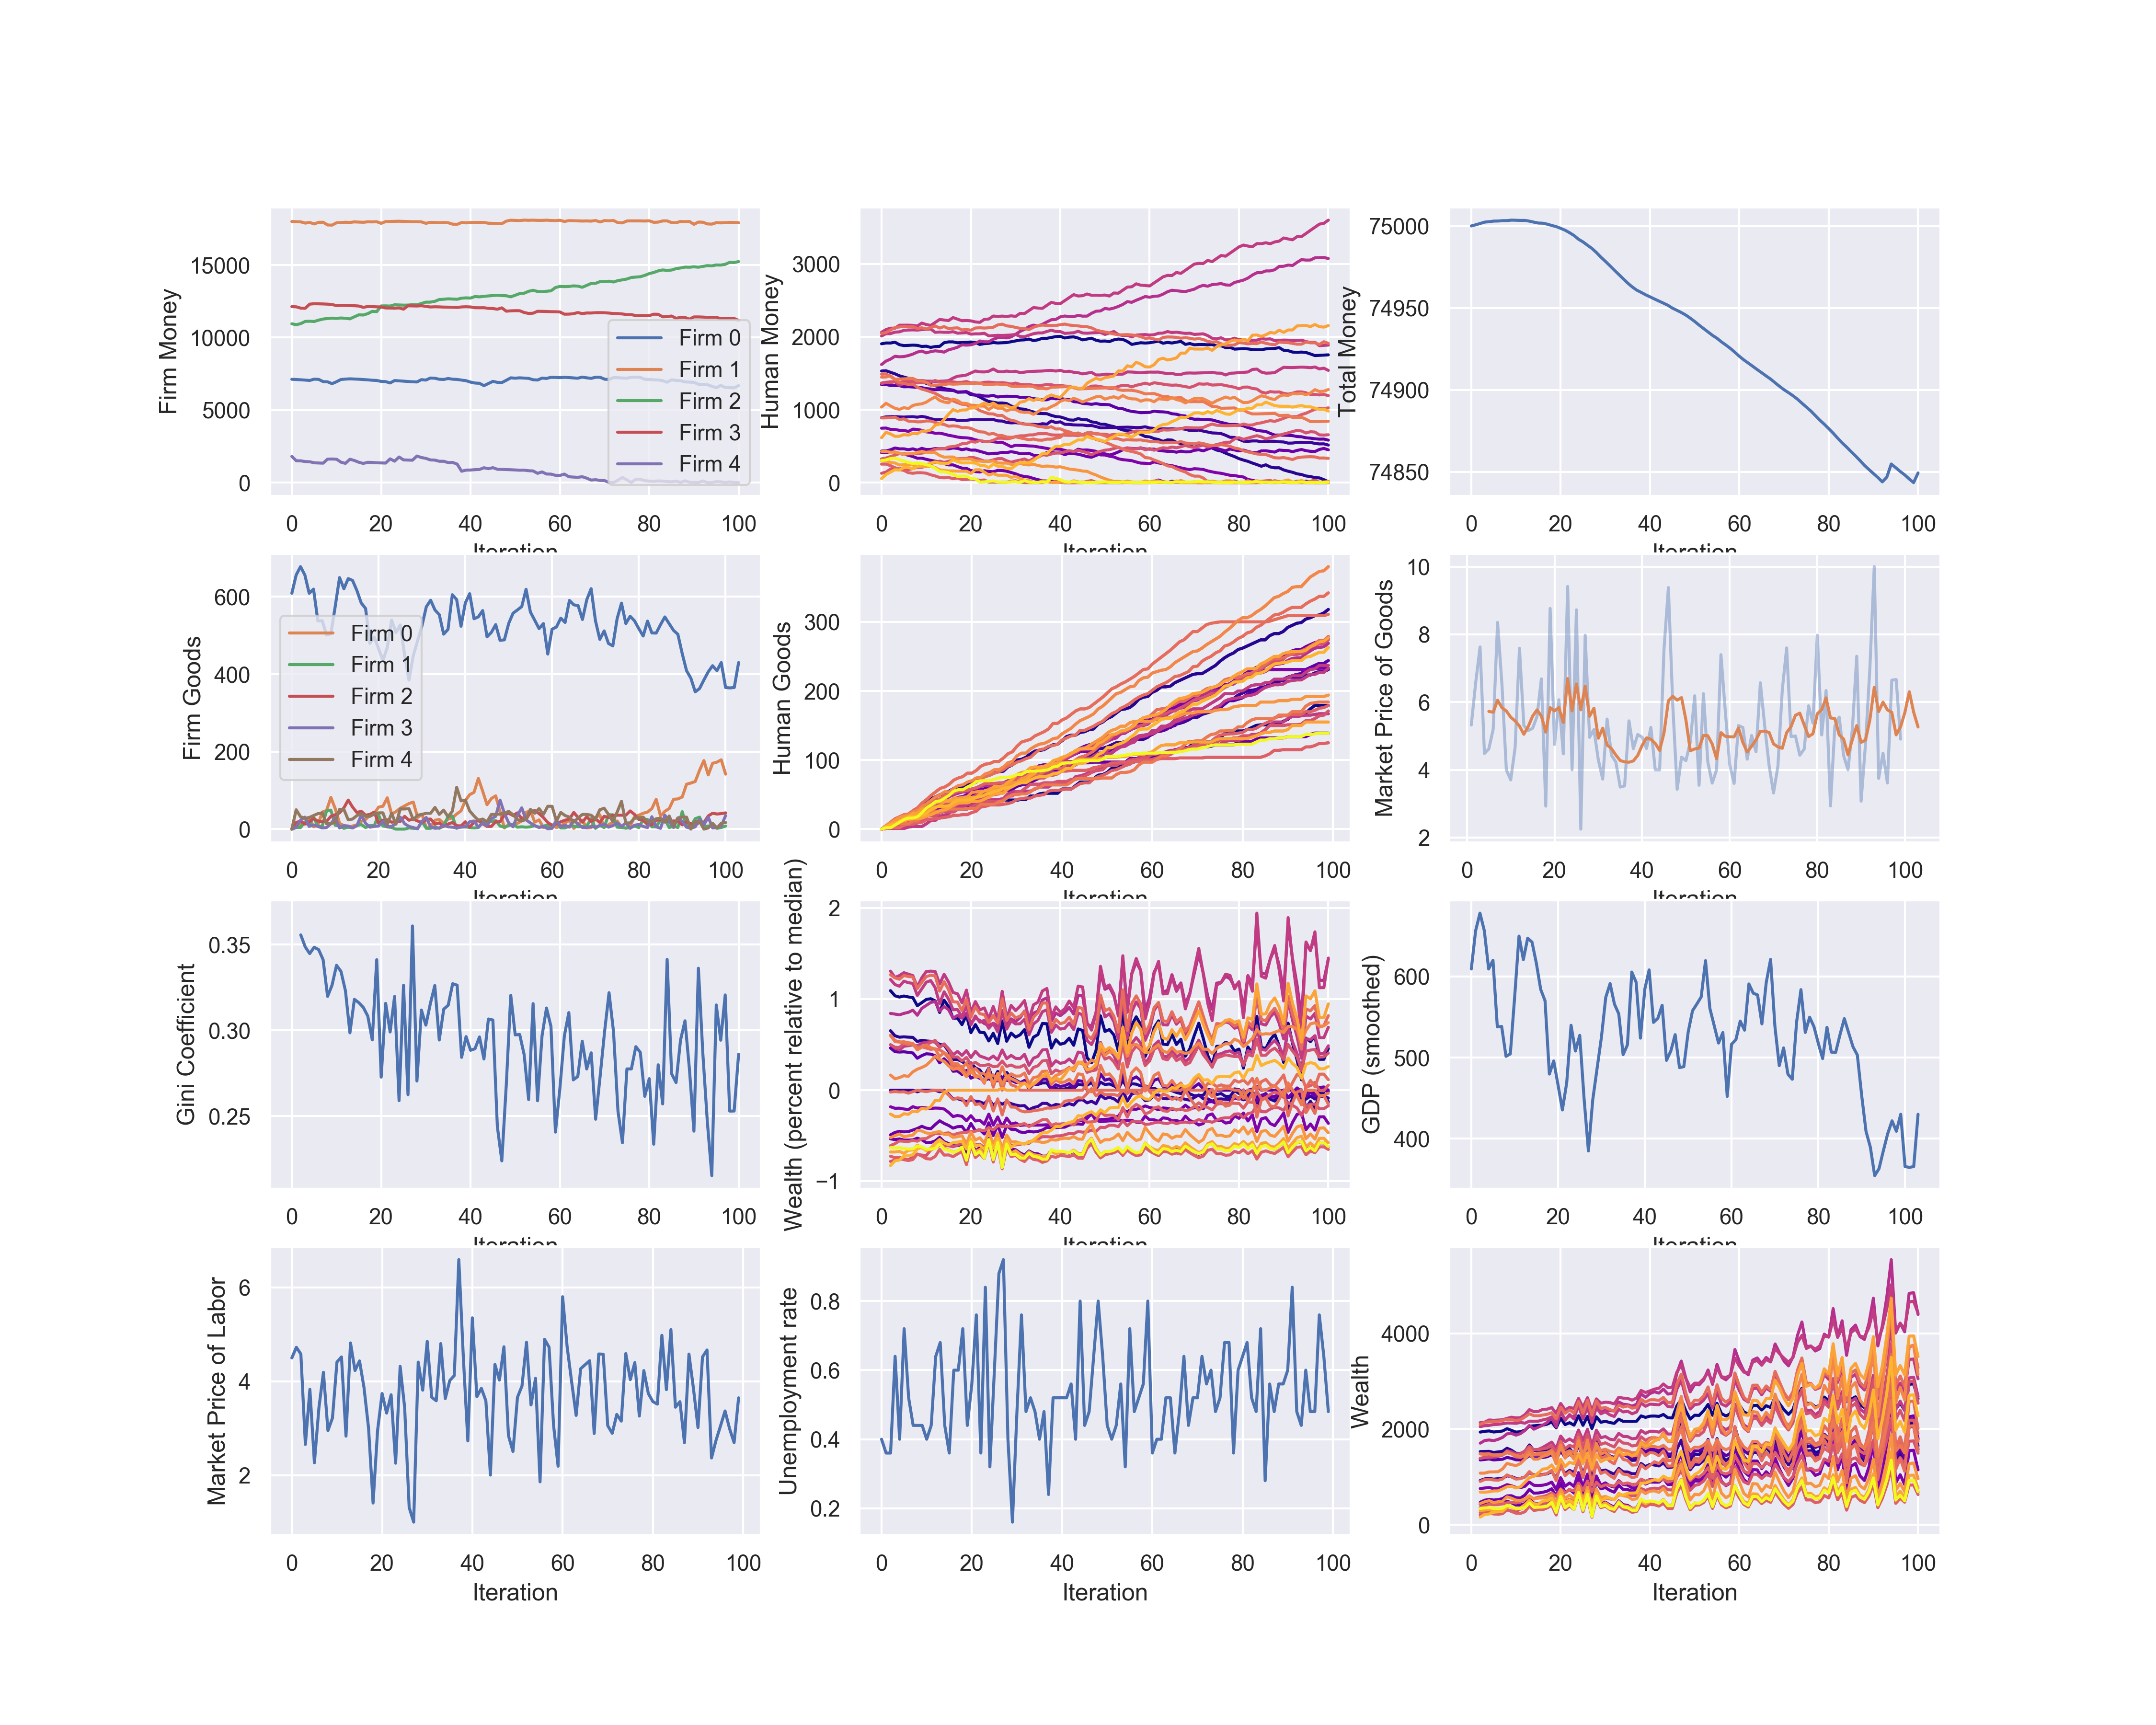 Firm Money
15000
10000
5000
0
Firm 0
Firm 1
Firm 2
Firm 3
Firm 4
0 20 40 60 80 100
Iteration
Human Money
3000
2000
1000
0
0 20 40 60 80 100
Iteration
Total Money
75000
74950
74900
74850
0 20 40 60 80 100
Iteration
Firm Goods
600
400
200
0
Firm 0
Firm 1
Firm 2
Firm 3
Firm 4
0 20 40 60 80 100
Iteration
Human Goods
300
200
100
0
0 20 40 60 80 100
Iteration
Market Price of Goods
10
8
6
4
2
0 20 40 60 80 100
Iteration
Gini Coefficient
0.35
0.30
0.25
0 20 40 60 80 100
Iteration
Wealth (percent relative to median)
2
1
0
−1
0 20 40 60 80 100
Iteration
GDP (smoothed)
600
500
400
0 20 40 60 80 100
Market Price of Labor
6
4
2
0 20 40 60 80 100
Iteration
Unemployment rate
0.8
0.6
0.4
0.2
0 20 40 60 80 100
Iteration
Wealth
4000
2000
0
0 20 40 60 80 100
Iteration